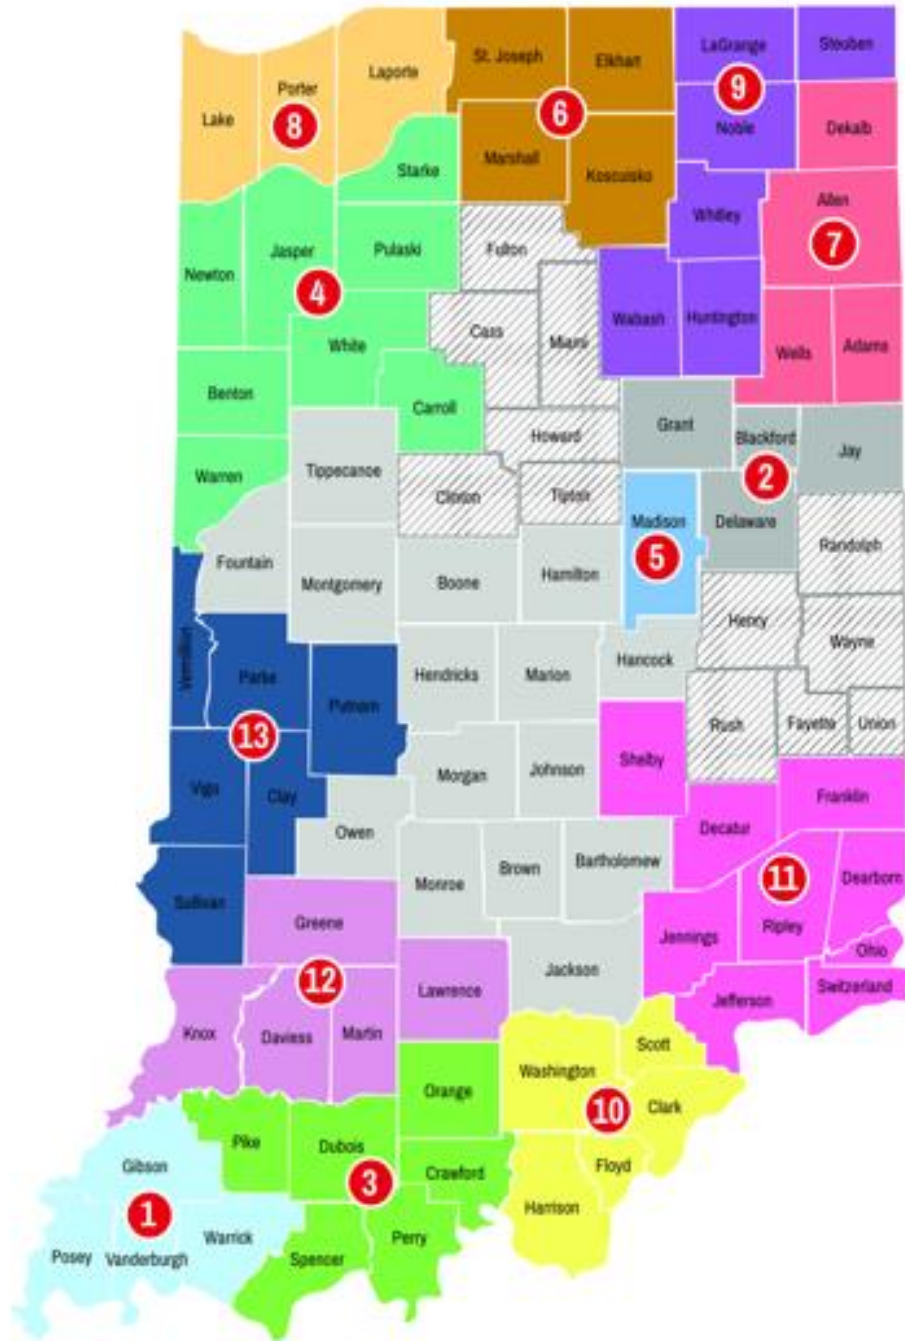 St. Joseph
Elkhart
LaGrange
Steuben
Laporte
Porter
Lake
8
6
9
Noble
Dekalb
Marshall
Koscuisko
Starke
Whitley
Allen
7
Newton
Jasper
Pulaski
Fulton
4
White
Cass
Miami
Wabash
Huntington
Wells
Adams
Benton
Carroll
Grant
Blackford
Jay
Howard
Warren
Tippecanoe
Clinton
Tipton
2
Madison
5
Delaware
Randolph
Fountain
Montgomery
Boone
Hamilton
Henry
Wayne
Vermillion
Parke
Putnam
Hendricks
Marion
Hancock
Rush
Fayette
Union
13
Vigo
Clay
Morgan
Johnson
Shelby
Franklin
Owen
Decatur
Monroe
Brown
Bartholomew
11
Dearborn
Sullivan
Greene
Jennings
Ripley
Ohio
12
Lawrence
Jackson
Jefferson
Switzerland
Knox
Daviess
Martin
Scott
Washington
Orange
10
Clark
Pike
Dubois
Gibson
3
Crawford
Floyd
Harrison
1
Posey
Vanderburgh
Warrick
Spencer
Perry